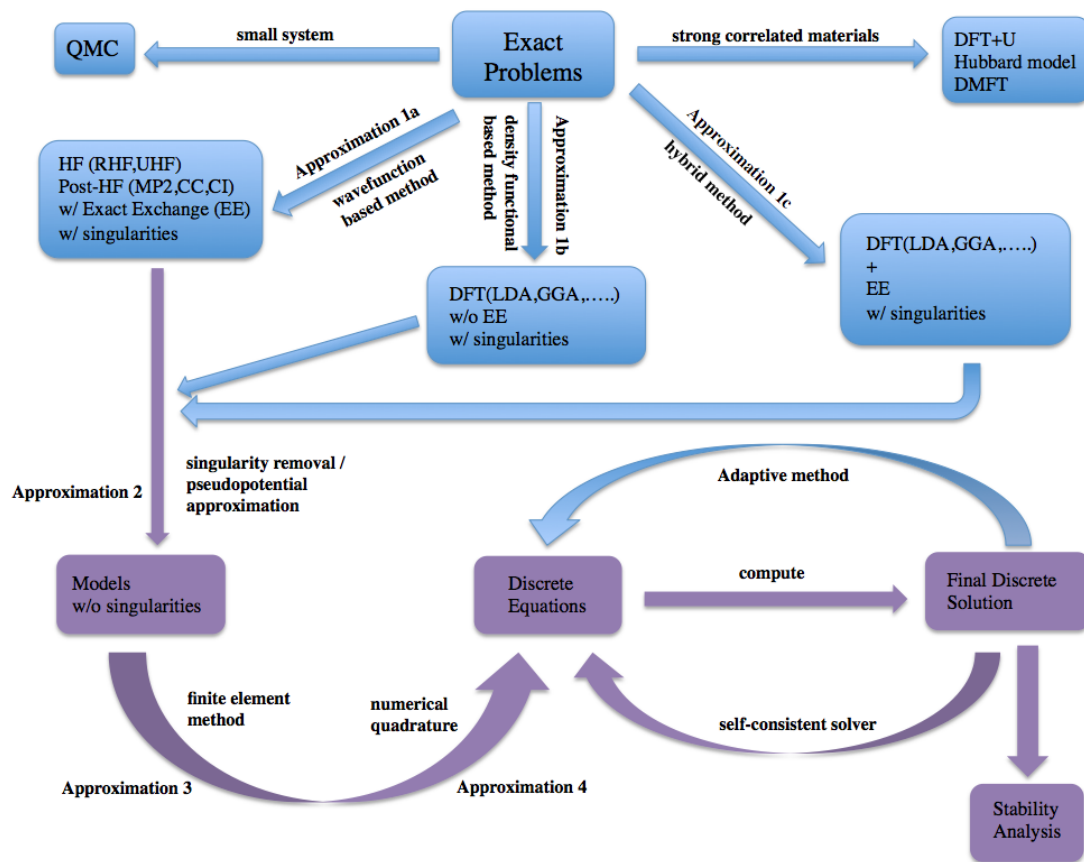 small system
QMC
Exact
Problems
strong correlated materials
DFT+U
Hubbard model
DMFT
Approximation 1a
wavefunction
based method
Approximation 1b
density functional
based method
Approximation 1c
hybrid method
HF (RHF,UHF)
Post-HF (MP2,CC,CI)
w/ Exact Exchange (EE)
w/ singularities
DFT(LDA,GGA,…..)
w/o EE
w/ singularities
DFT(LDA,GGA,…..)
+
EE
w/ singularities
Approximation 2
singularity removal /
pseudopotential
approximation
Adaptive method
Models
w/o singularities
Discrete
Equations
compute
Final Discrete
Solution
finite element
method
numerical
quadrature
self-consistent solver
Approximation 3
Approximation 4
Stability
Analysis